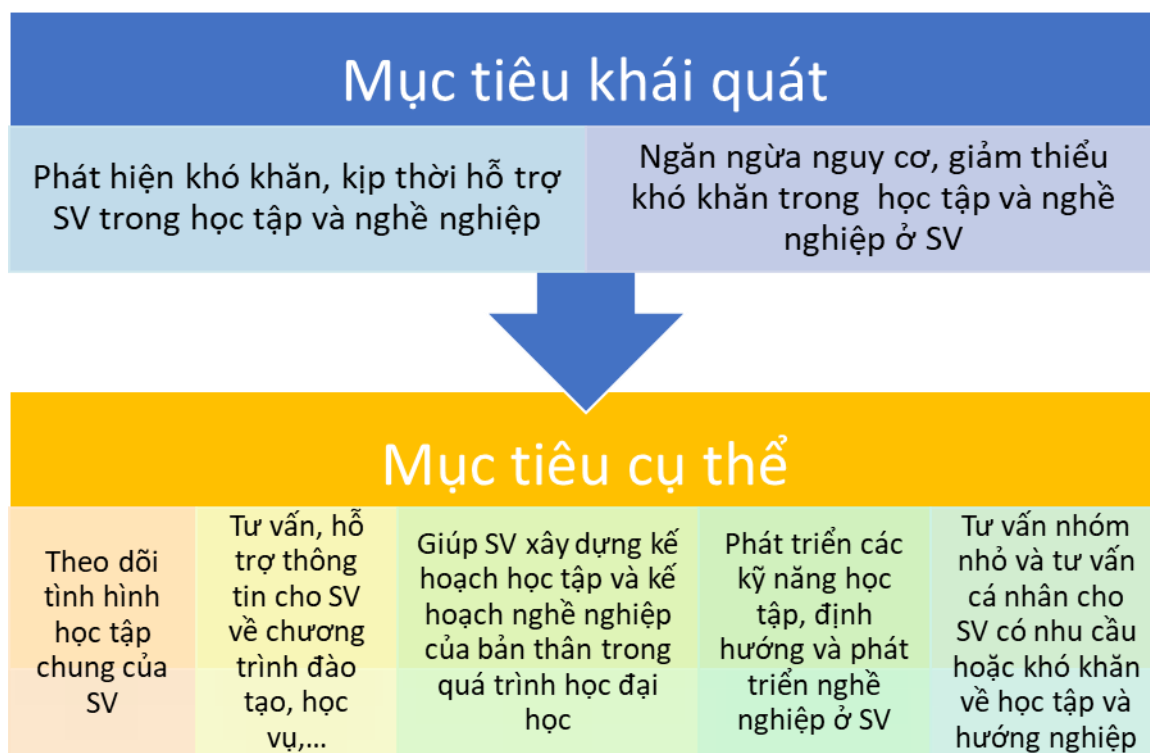 Mục tiêu khái quát
Phát hiện khó khăn, kịp thời hỗ trợ
SV trong học tập và nghề nghiệp
Ngăn ngừa nguy cơ, giảm thiểu
khó khăn trong học tập và nghề
nghiệp ở SV
Mục tiêu cụ thể
Theo dõi
tình hình
học tập
chung của
SV
Tư vấn, hỗ
trợ thông
tin cho SV
về chương
trình đào
tạo, học
vụ,...
Giúp SV xây dựng kế
hoạch học tập và kế
hoạch nghề nghiệp
của bản thân trong
quá trình học đại
học
Phát triển các
kỹ năng học
tập, định
hướng và phát
triển nghề
nghiệp ở SV
Tư vấn nhóm
nhỏ và tư vấn
cá nhân cho
SV có nhu cầu
hoặc khó khăn
về học tập và
hướng nghiệp